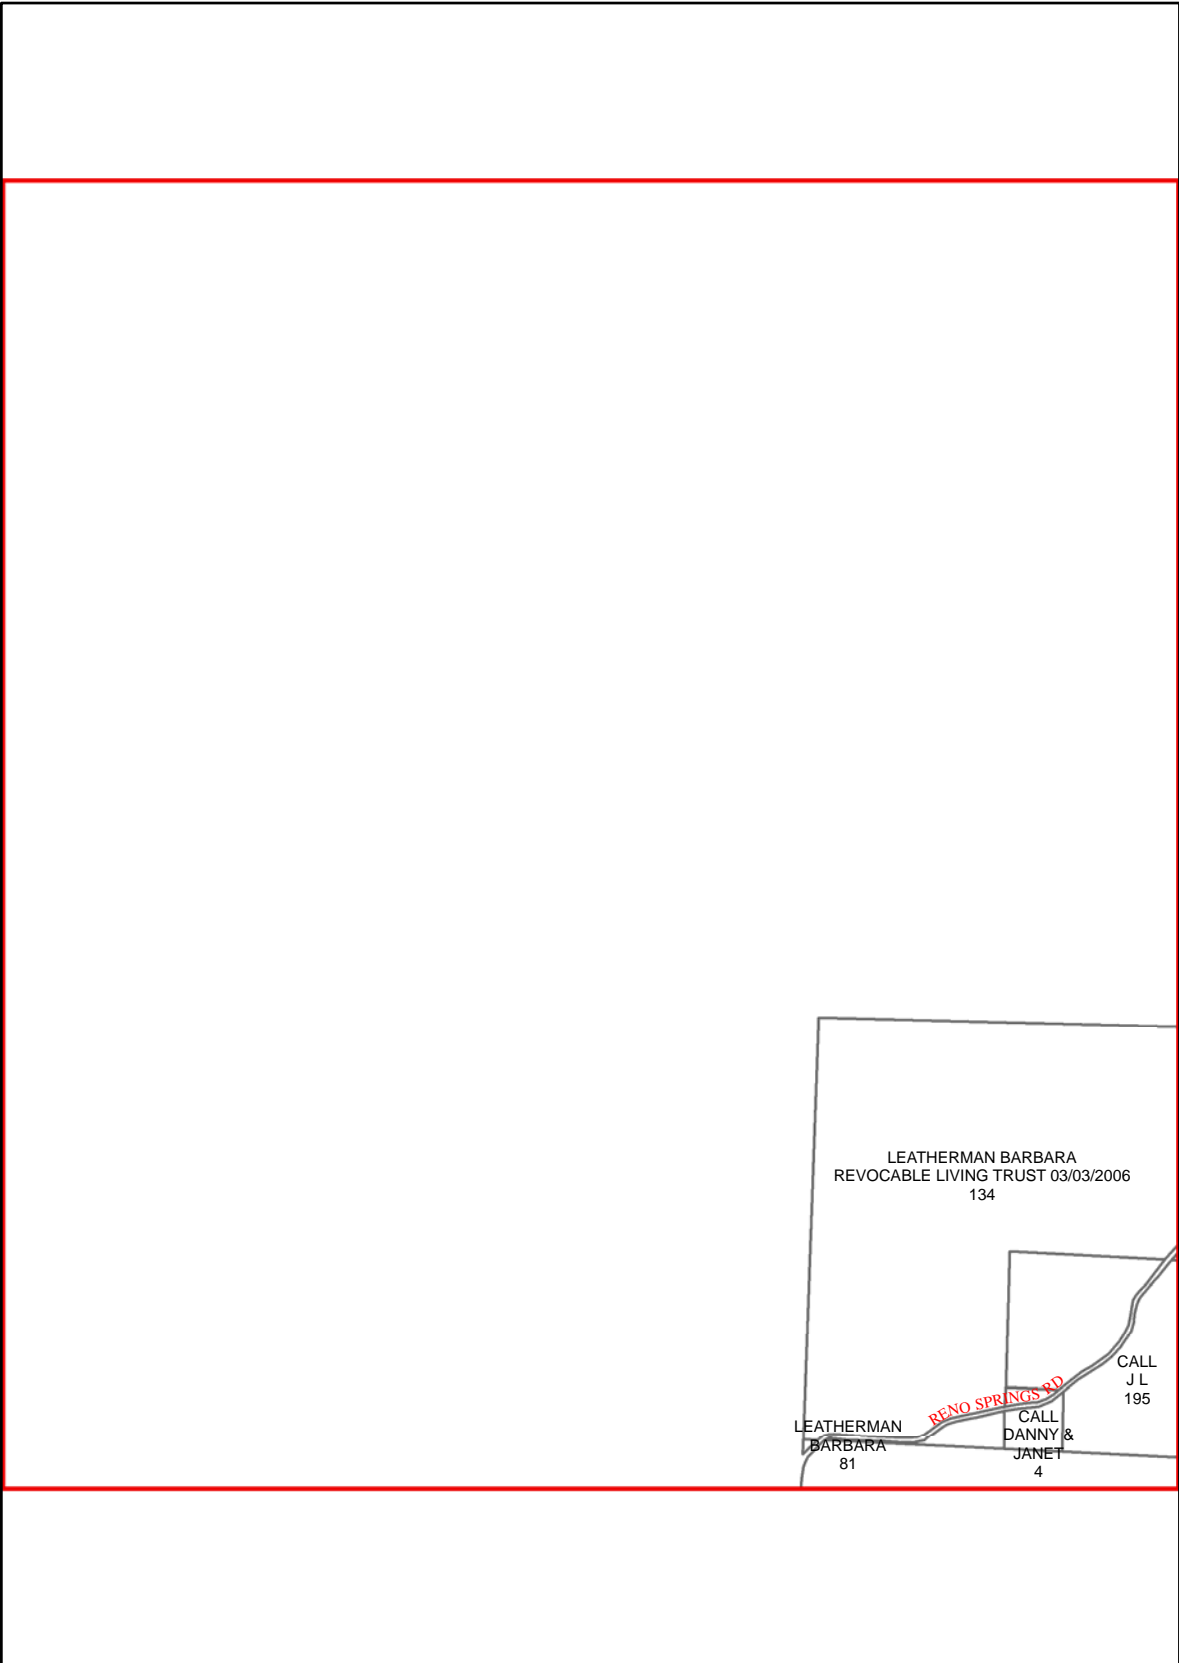 LEATHERMAN BARBARA
REVOCABLE LIVING TRUST 03/03/2006
134
CALL
J L
195
RENO SPRINGS RD
CALL
DANNY &
JANET
4
LEATHERMAN
BARBARA
81